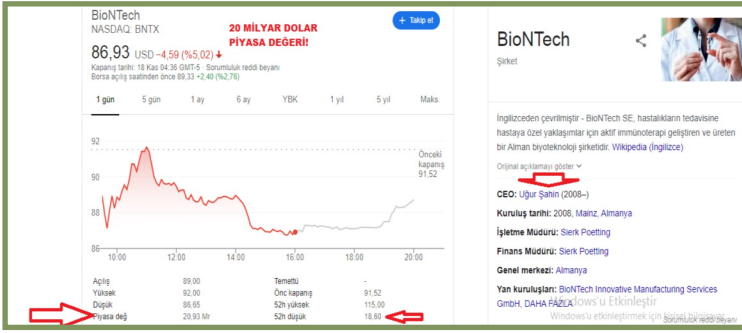 BioNTech
NASDAQ: BNTX
20 MİLYAR DOLAR
PİYASA DEĞERİ!
+ Takip et
86,93 USD −4,59 (%5,02) ↓
Kapanış tarihi: 18 Kas 04:36 GMT-5 · Sorumluluk reddi beyanı
Borsa açılış saatinden önce 89,33 +2,40 (%2,76)
1 gün 5 gün 1 ay 6 ay YBK 1 yıl 5 yıl Maks.
92
90
88
86
Önceki
kapanış
91,52
10:00 12:00 14:00 16:00 18:00 20:00
Açılış 89,00 Temettü -
Yüksek 92,00 Önc kapanış 91,52
Düşük 86,65 52h yüksek 115,00
Piyasa değ 20,93 Mr 52h düşük 18,60
BioNTech
Şirket
İngilizceden çevrilmiştir - BioNTech SE, hastalıkların tedavisine
hastaya özel yaklaşımlar için aktif immünoterapi geliştiren ve üreten
bir Alman biyoteknoloji şirketidir. Wikipedia (İngilizce)
Orijinal açıklamayı göster
CEO: Uğur Şahin (2008–)
Kuruluş tarihi: 2008, Mainz, Almanya
İşletme Müdürü: Sierk Poetting
Finans Müdürü: Sierk Poetting
Genel merkezi: Almanya
Yan kuruluşları: BioNTech Innovative Manufacturing Services
GmbH, DAHA FAZLA
Windows'u Etkinleştir
Windows'u etkinleştirmek için
Sorumluluk reddi beyanı